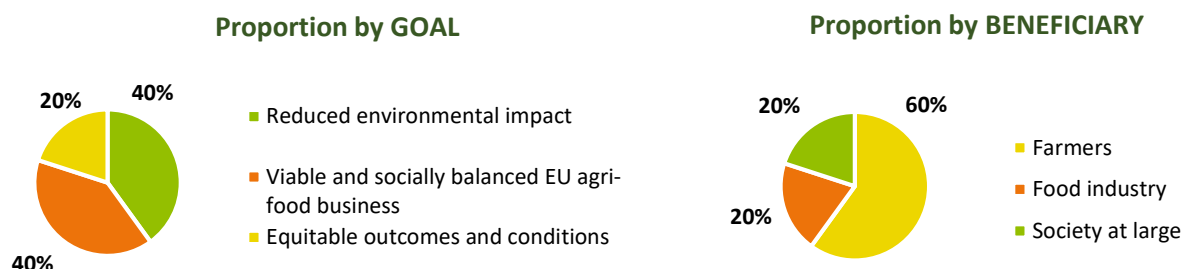 Proportion by GOAL
20%
40%
40%
Reduced environmental impact
Viable and socially balanced EU agri-
food business
Equitable outcomes and conditions
Proportion by BENEFICIARY
20%
60%
20%
Farmers
Food industry
Society at large